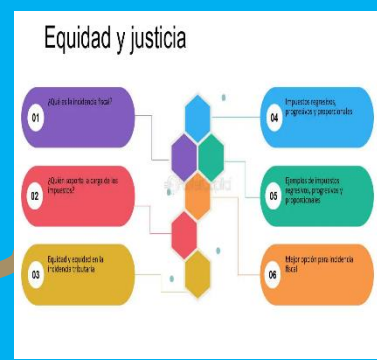 Equidad y justicia
01
¿Qué es la incidencia fiscal?
02
¿Quién soporta la carga de los
impuestos?
03
Equidad y equidad en la
incidencia tributaria
04
Impuestos regresivos,
progresivos y proporcionales
05
Ejemplos de impuestos
regresivos, progresivos y
proporcionales
06
Mejor opción para incidencia
fiscal